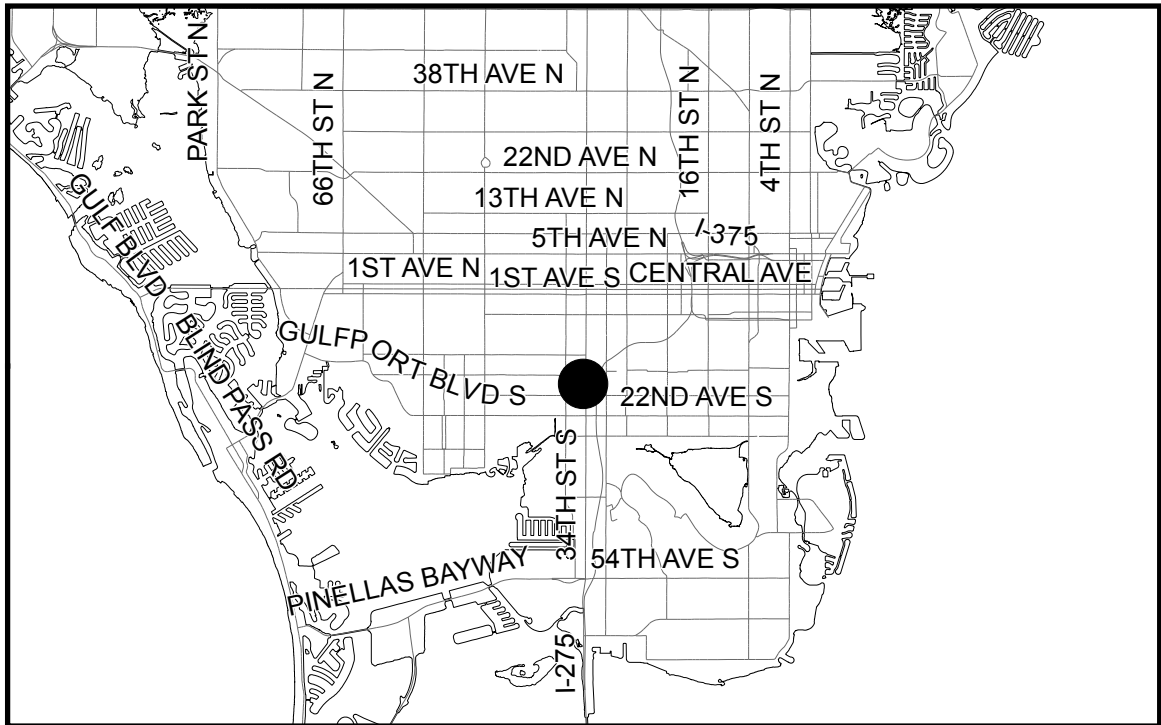 PARK ST N
38TH AVE N
66TH ST N
16TH ST N
4TH ST N
22ND AVE N
13TH AVE N
GULF BLVD
5TH AVE N
I-375
1ST AVE N
1ST AVE S
CENTRAL AVE
BLIND PASS RD
GULFP ORT BLVD S
22ND AVE S
34TH ST S
54TH AVE S
PINELLAS BAYWAY
I-275